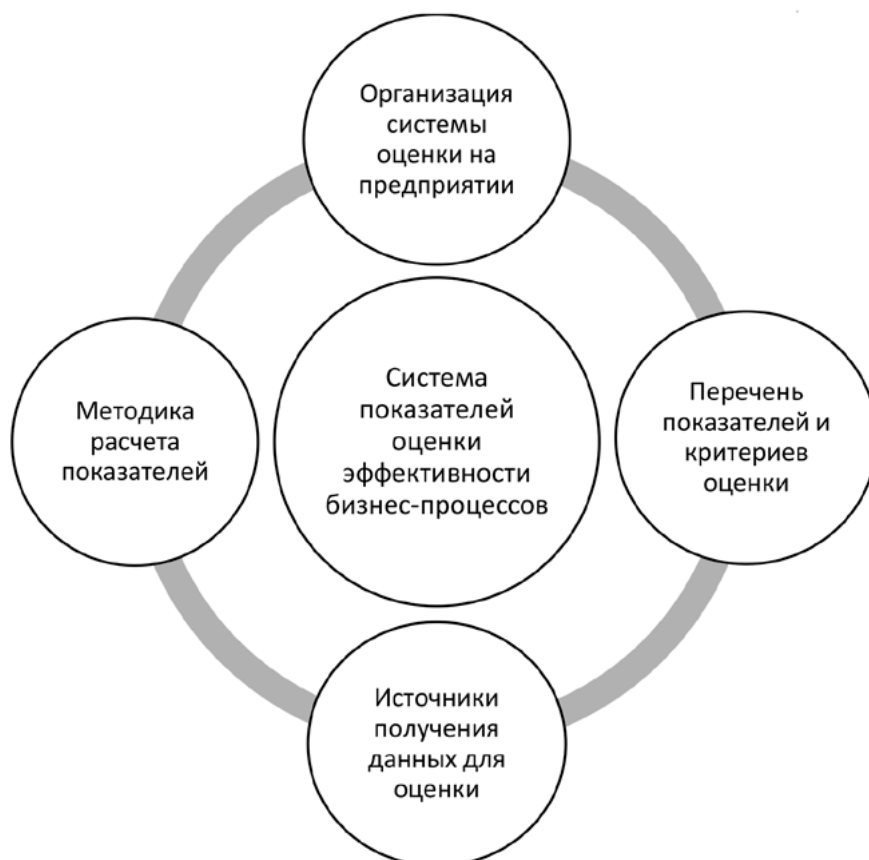 Организация
системы
оценки на
предприятии
Методика
расчета
показателей
Система
показателей
оценки
эффективности
бизнес-процессов
Перечень
показателей и
критериев
оценки
Источники
получения
данных для
оценки